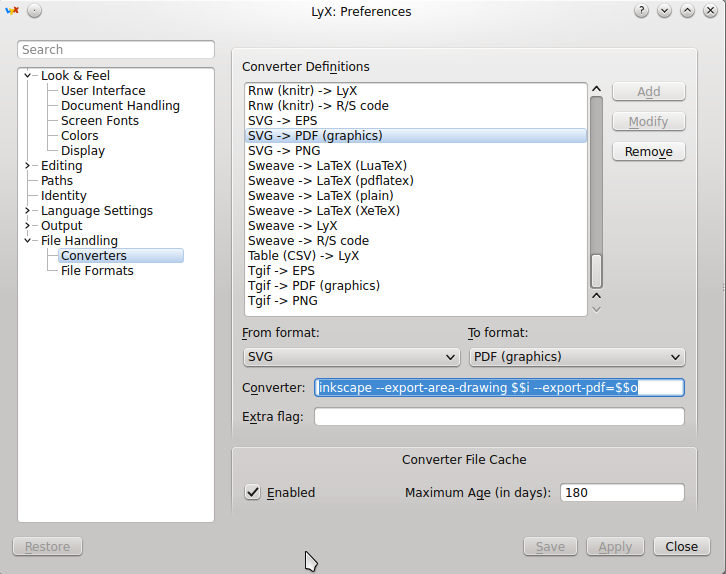 LyX: Preferences
Search
Look & Feel
User Interface
Document Handling
Screen Fonts
Colors
Display
Editing
Paths
Identity
Language Settings
Output
File Handling
Converters
File Formats
Converter Definitions
Rnw (knitr) -> LyX
Rnw (knitr) -> R/S code
SVG -> EPS
SVG -> PDF (graphics)
SVG -> PNG
Sweave -> LaTeX (LuaTeX)
Sweave -> LaTeX (pdflatex)
Sweave -> LaTeX (plain)
Sweave -> LaTeX (XeTeX)
Sweave -> LyX
Sweave -> R/S code
Table (CSV) -> LyX
Tgif -> EPS
Tgif -> PDF (graphics)
Tgif -> PNG
Add
Modify
Remove
From format: To format:
SVG PDF (graphics)
Converter: inkscape --export-area-drawing $$i --export-pdf=$$o
Extra flag:
Converter File Cache
Enabled Maximum Age (in days): 180
Restore Save Apply Close